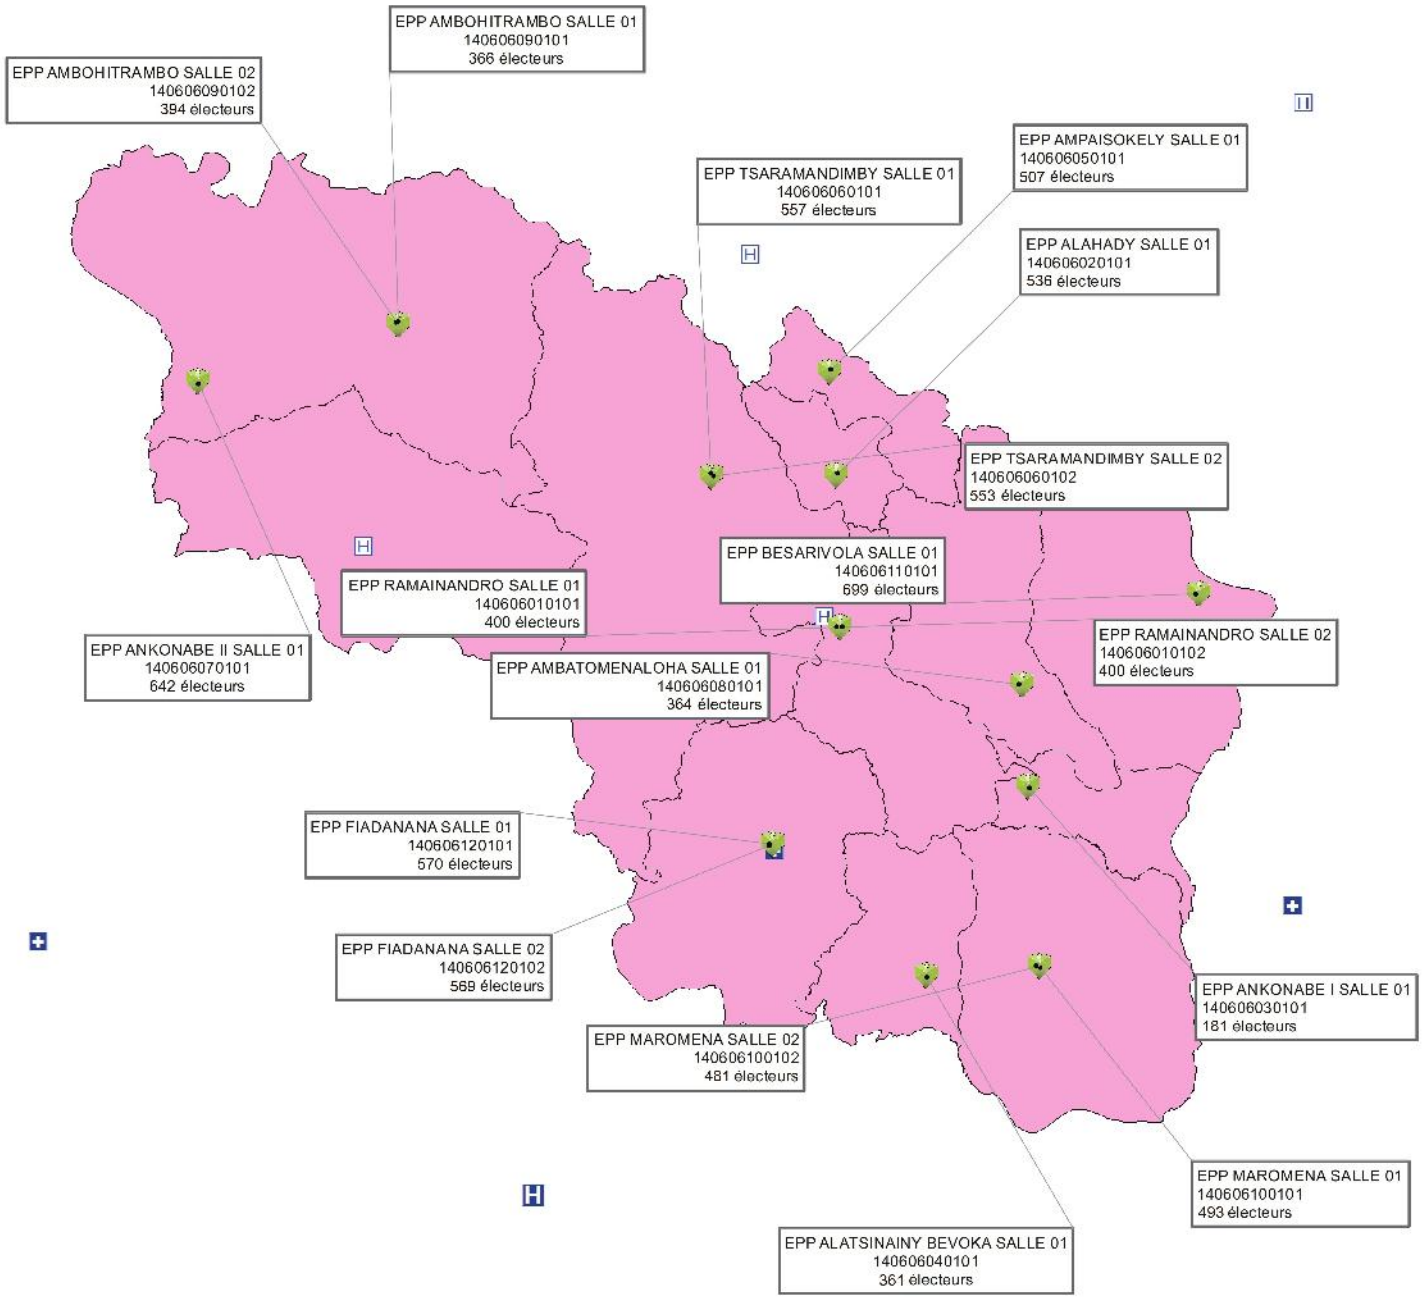 EPP AMBOHITRAMBO SALLE 01
140606090101
366 électeurs
EPP AMBOHITRAMBO SALLE 02
140606090102
394 électeurs
H
EPP AMPAISOKELY SALLE 01
140606050101
507 électeurs
EPP TSARAMANDIMBY SALLE 01
140606060101
557 électeurs
EPP ALAHADY SALLE 01
140606020101
536 électeurs
H
EPP TSARAMANDIMBY SALLE 02
140606060102
553 électeurs
H
EPP BESARIVOLA SALLE 01
140606110101
699 électeurs
EPP RAMAINANDRO SALLE 01
140606010101
400 électeurs
H
EPP RAMAINANDRO SALLE 02
140606010102
400 électeurs
EPP ANKONABE II SALLE 01
140606070101
642 électeurs
EPP AMBATOMENALOHA SALLE 01
140606080101
364 électeurs
EPP FIADANANA SALLE 01
140606120101
570 électeurs
EPP FIADANANA SALLE 02
140606120102
569 électeurs
EPP ANKONABE I SALLE 01
140606030101
181 électeurs
EPP MAROMENA SALLE 02
140606100102
481 électeurs
EPP MAROMENA SALLE 01
140606100101
493 électeurs
H
EPP ALATSINAINY BEVOKA SALLE 01
140606040101
361 électeurs